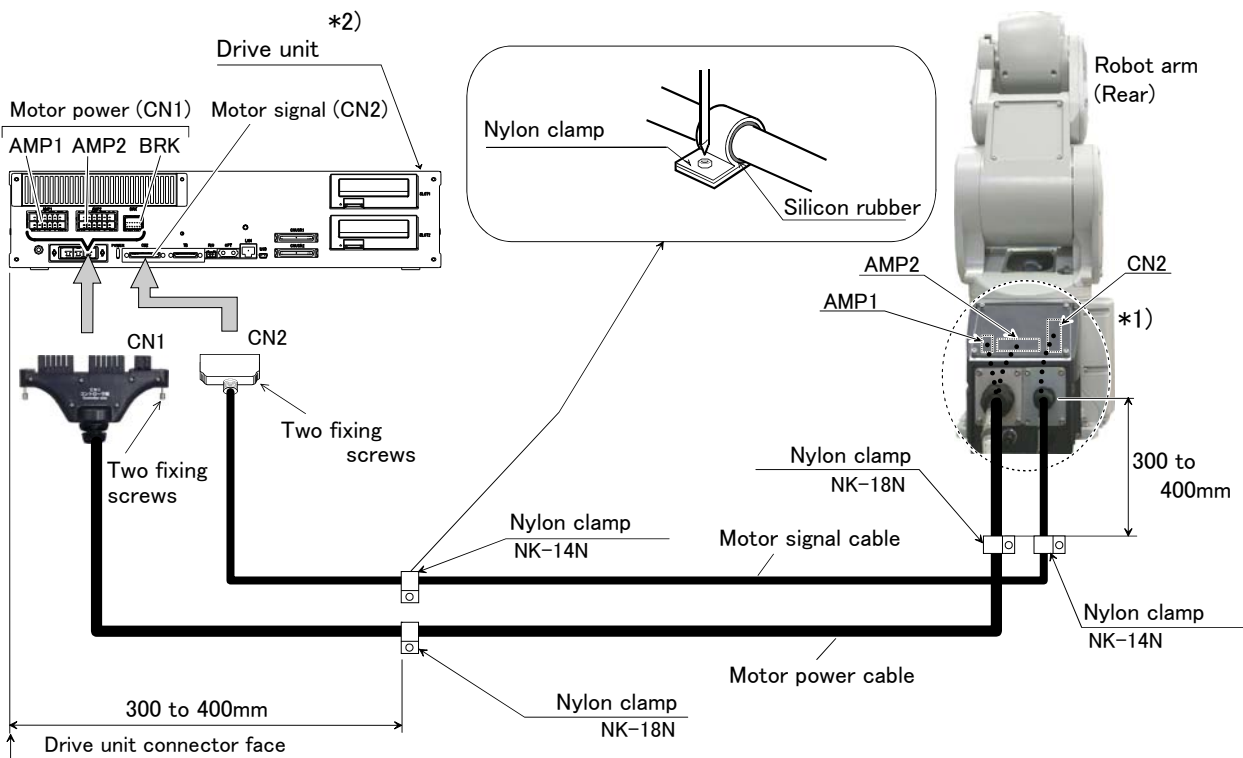 *2)
Drive unit
Motor power (CN1)
Motor signal (CN2)
AMP1 AMP2 BRK
Nylon clamp
Silicon rubber
Robot arm
(Rear)
AMP2
CN2
AMP1
*1)
CN1
CN2
Two fixing
screws
Two fixing
screws
Nylon clamp
NK-18N
300 to
400mm
Nylon clamp
NK-14N
Motor signal cable
Nylon clamp
NK-14N
Motor power cable
Nylon clamp
NK-18N
300 to 400mm
Drive unit connector face